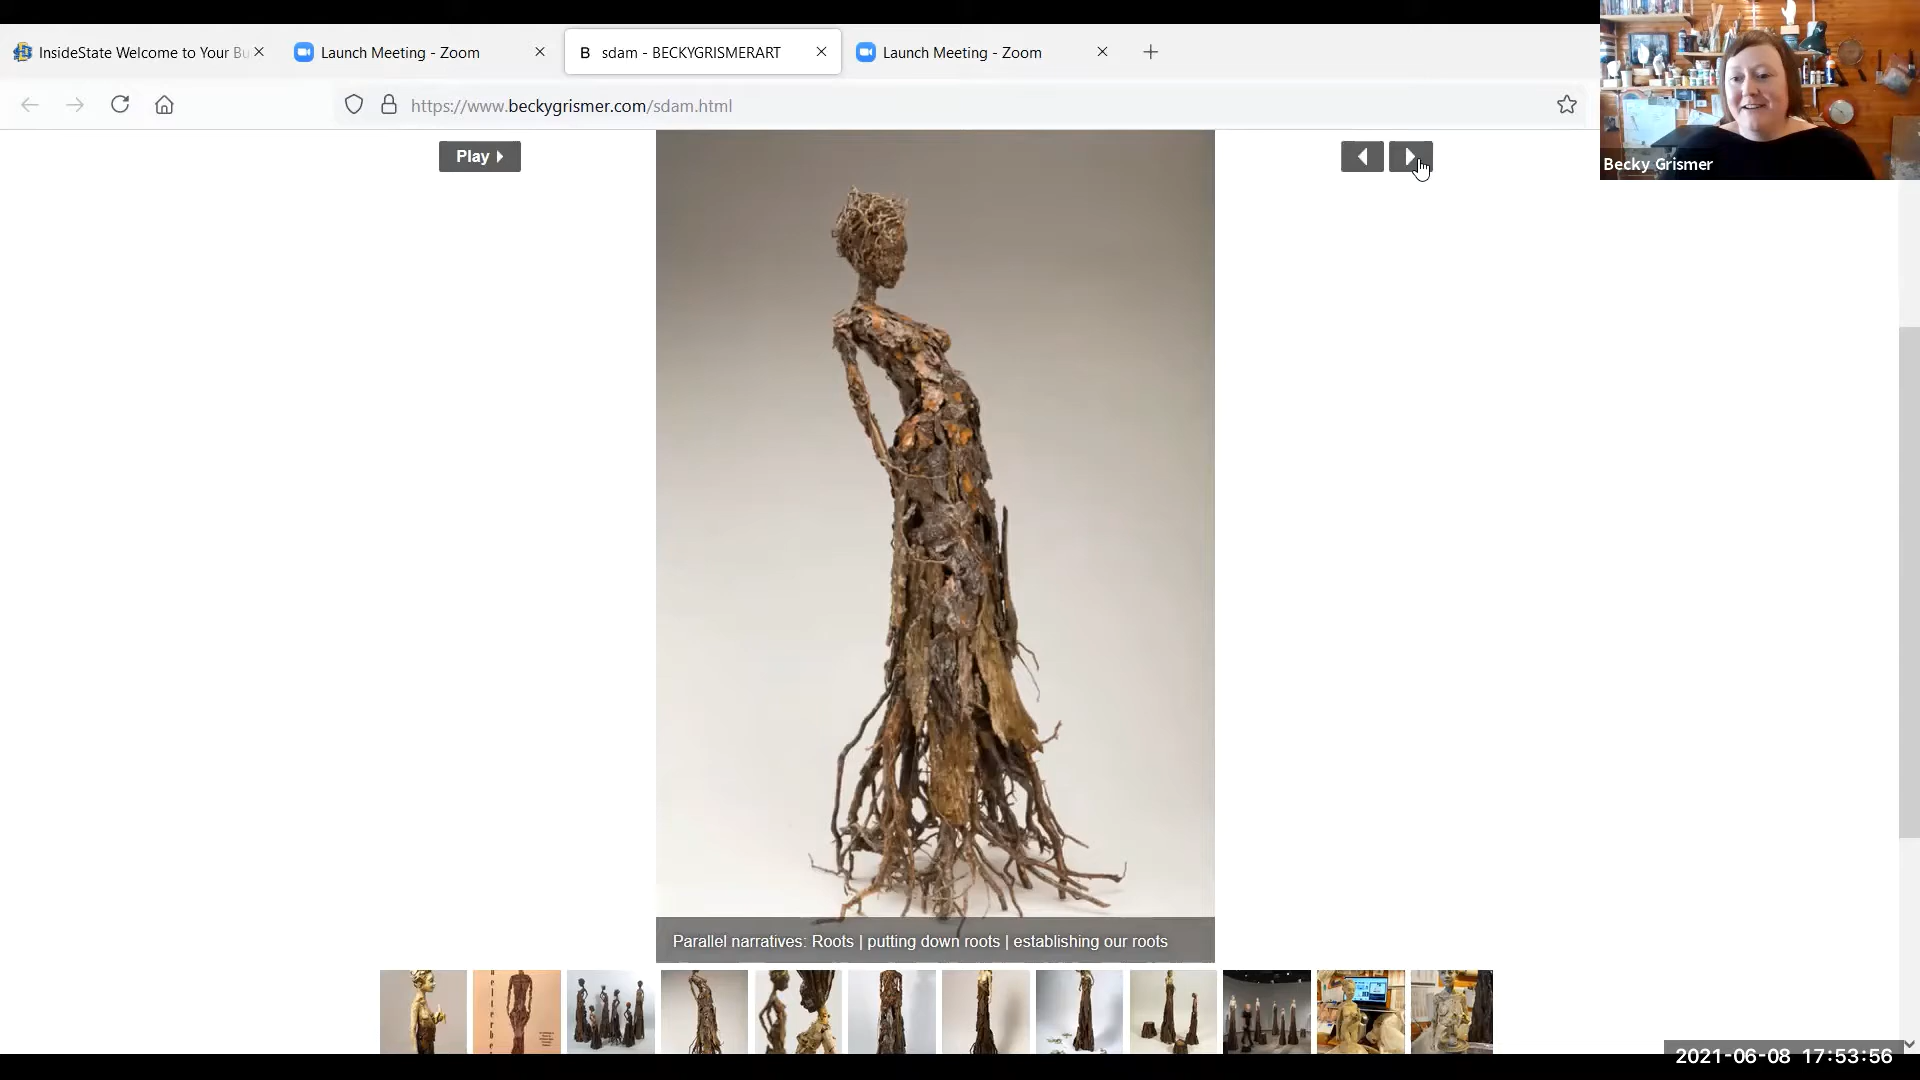 InsideState Welcome to Your Bu
Launch Meeting - Zoom
B sdam - BECKYGRISMERART
Launch Meeting - Zoom
https://www.beckygrismer.com/sdam.html
Play
Becky Grismer
Parallel narratives: Roots | putting down roots | establishing our roots
2021-06-08 17:53:56